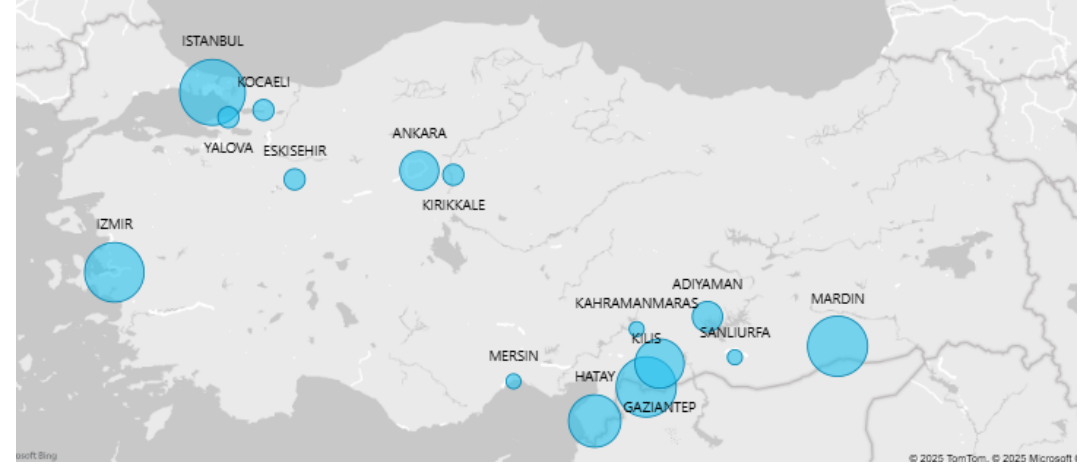 ISTANBUL
KOCAELI
ANKARA
YALOVA
ESKISEHIR
KIRIKKALE
IZMIR
ADIYAMAN
MARDIN
KAHRAMANMARAS
SANLIURFA
KILIS
MERSIN
HATAY
GAZIANTEP
osoft Bing
© 2025 TomTom, © 2025 Microsoft C